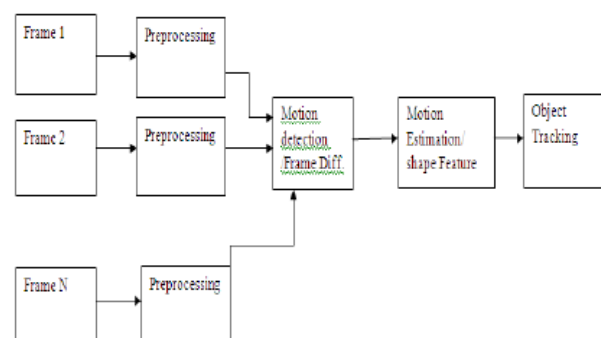 Frame 1
Preprocessing
Frame 2
Preprocessing
Motion
detection
/Frame Diff.
Motion
Estimation/
shape Feature
Object
Tracking
Frame N
Preprocessing